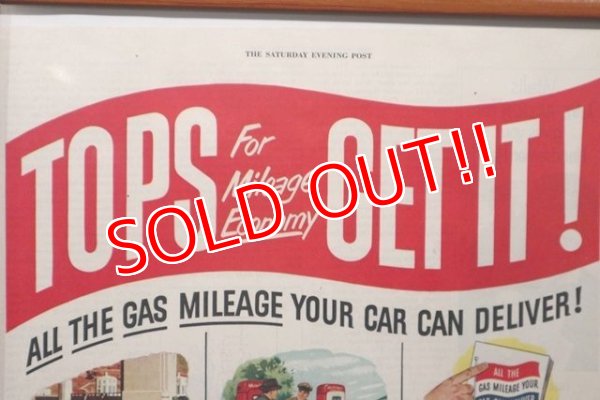 THE SATURDAY EVENING POST
TOPS For Mileage Economy GET IT!
SOLD OUT!!
ALL THE GAS MILEAGE YOUR CAR CAN DELIVER!
ALL THE
GAS MILEAGE YOUR